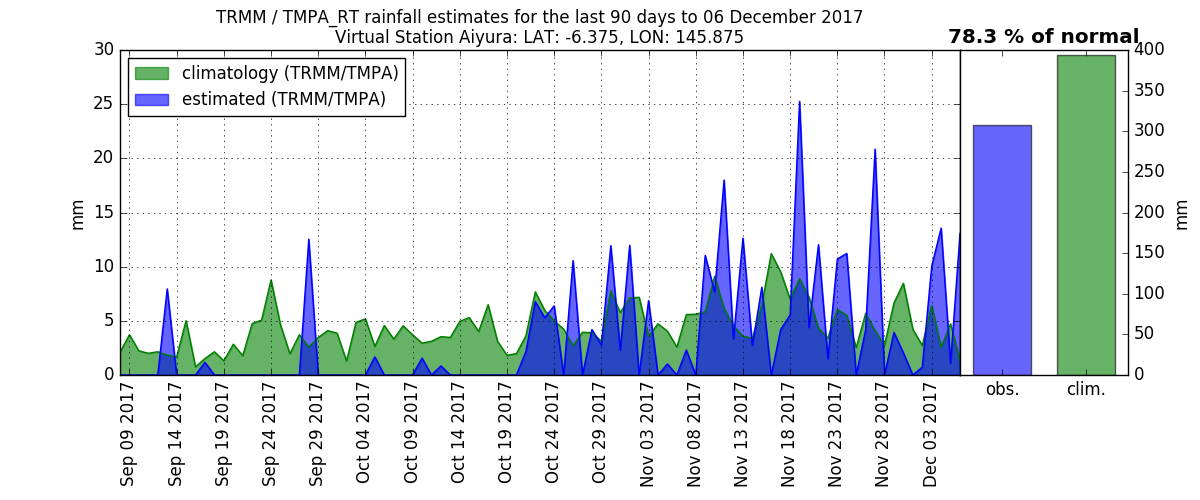 TRMM / TMPA_RT rainfall estimates for the last 90 days to 06 December 2017
Virtual Station Aiyura: LAT: -6.375, LON: 145.875
78.3 % of normal
climatology (TRMM/TMPA)
estimated (TRMM/TMPA)
mm
30
25
20
15
10
5
0
Sep 09 2017
Sep 14 2017
Sep 19 2017
Sep 24 2017
Sep 29 2017
Oct 04 2017
Oct 09 2017
Oct 14 2017
Oct 19 2017
Oct 24 2017
Oct 29 2017
Nov 03 2017
Nov 08 2017
Nov 13 2017
Nov 18 2017
Nov 23 2017
Nov 28 2017
Dec 03 2017
obs.
clim.
400
350
300
250
200
150
100
50
0
mm